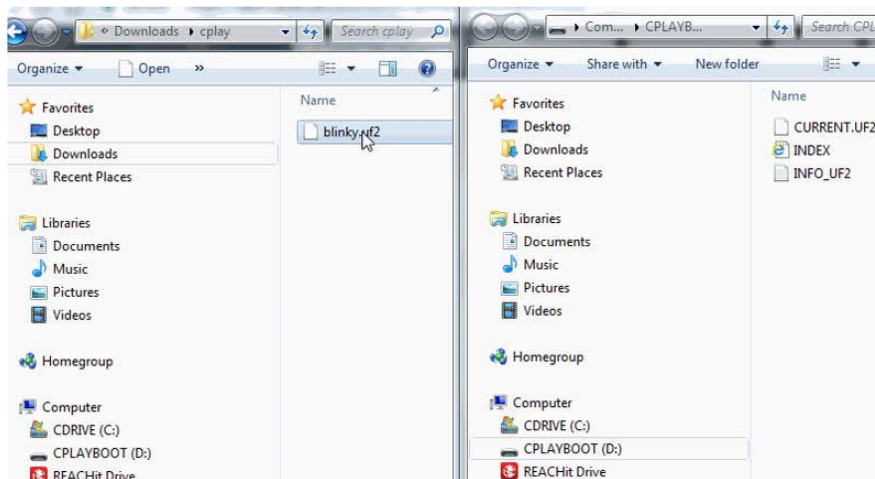 « Downloads ▸ cplay
Search cplay
Organize
Open
»
Favorites
Desktop
Downloads
Recent Places
Libraries
Documents
Music
Pictures
Videos
Homegroup
Computer
CDRIVE (C:)
CPLAYBOOT (D:)
REACHit Drive
Name
blinky.uf2
Com... ▸ CPLAYB...
Search CPL
Organize
Share with
New folder
Favorites
Desktop
Downloads
Recent Places
Libraries
Documents
Music
Pictures
Videos
Homegroup
Computer
CDRIVE (C:)
CPLAYBOOT (D:)
REACHit Drive
Name
CURRENT.UF2
INDEX
INFO_UF2